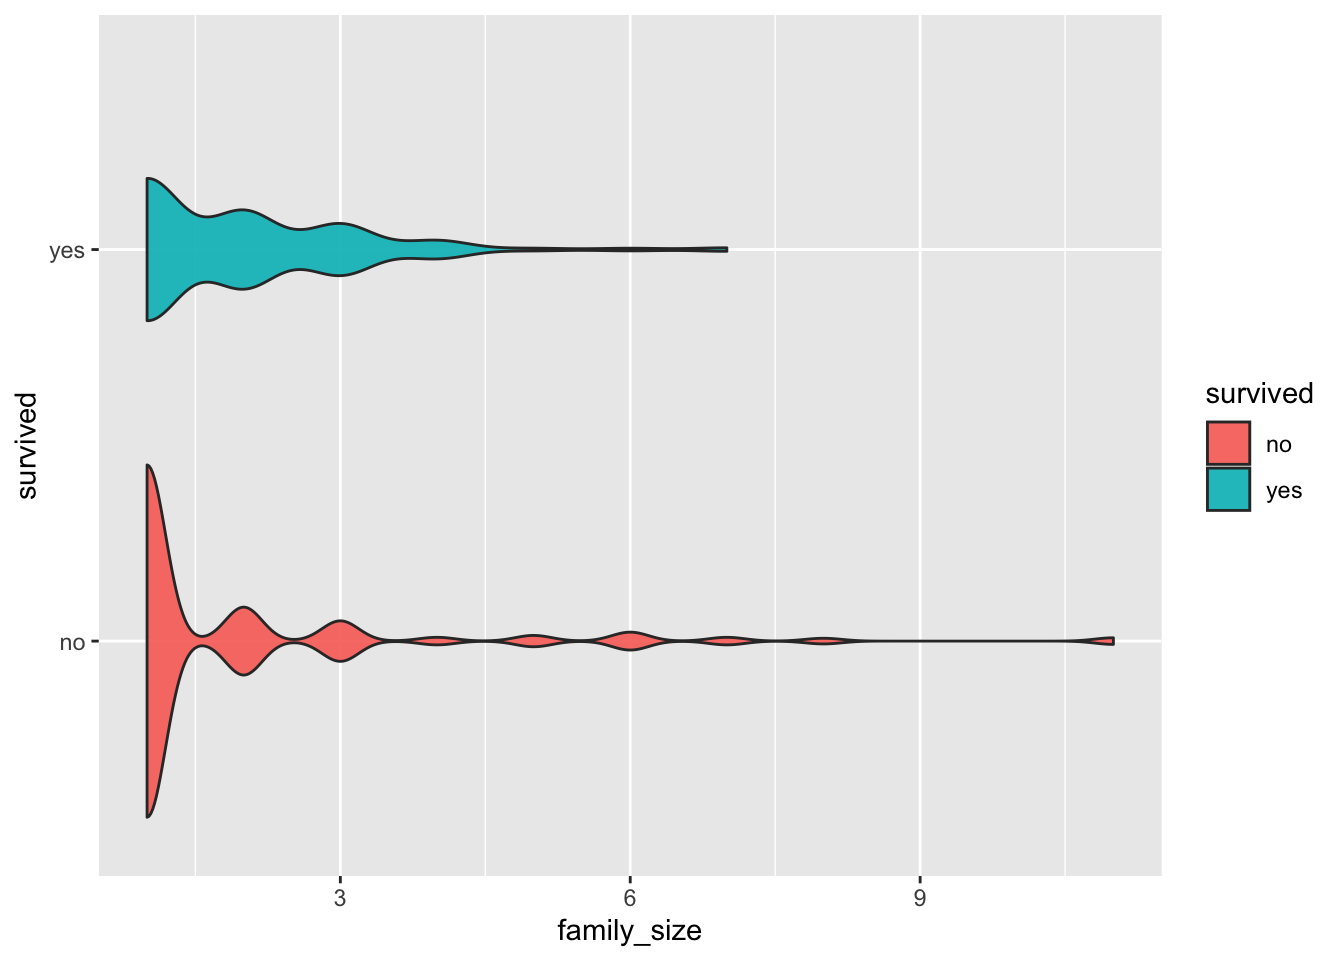 yes
no
survived
3 6 9
family_size
survived
no
yes